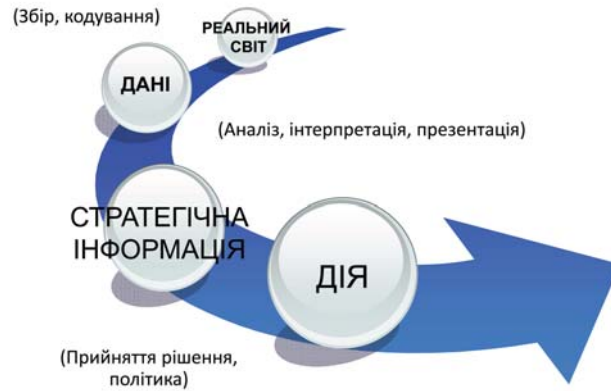 (Збір, кодування)
РЕАЛЬНИЙ
СВІТ
ДАНІ
(Аналіз, інтерпретація, презентація)
СТРАТЕГІЧНА
ІНФОРМАЦІЯ
ДІЯ
(Прийняття рішення,
політика)